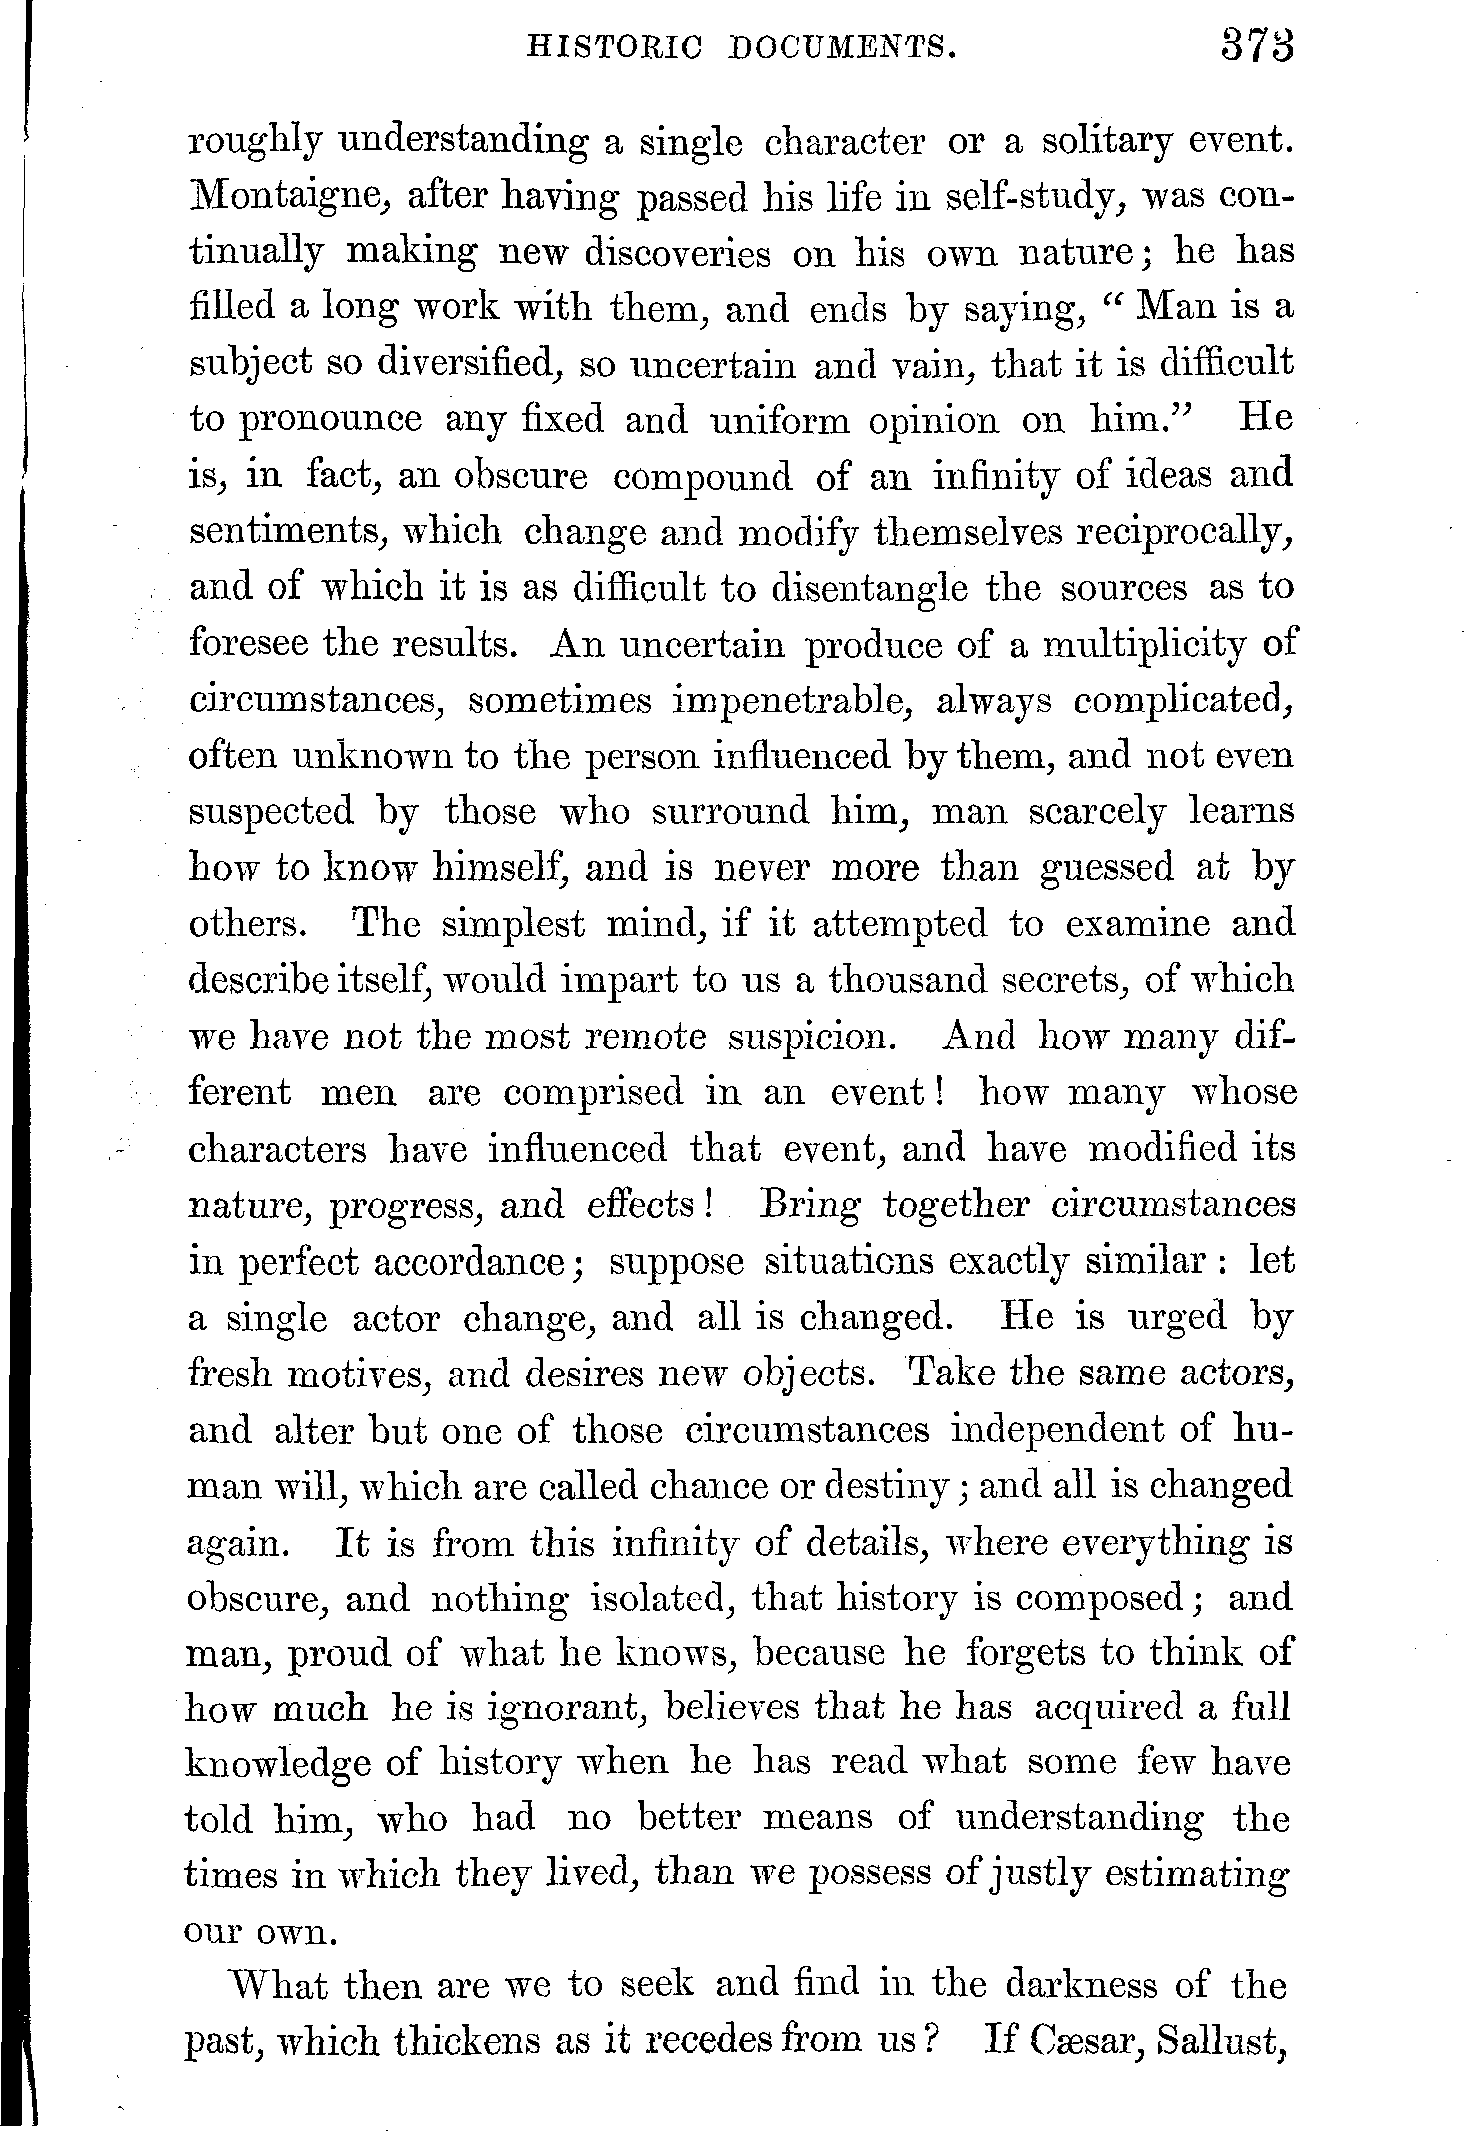 HISTORIC DOCUMENTS. 373
roughly understanding a single character or a solitary event.
Montaigne, after having passed his life in self-study, was con-
tinually making new discoveries on his own nature; he has
filled a long work with them, and ends by saying, “ Man is a
subject so diversified, so uncertain and vain, that it is difficult
to pronounce any fixed and uniform opinion on him.” He
is, in fact, an obscure compound of an infinity of ideas and
sentiments, which change and modify themselves reciprocally,
and of which it is as difficult to disentangle the sources as to
foresee the results. An uncertain produce of a multiplicity of
circumstances, sometimes impenetrable, always complicated,
often unknown to the person influenced by them, and not even
suspected by those who surround him, man scarcely learns
how to know himself, and is never more than guessed at by
others. The simplest mind, if it attempted to examine and
describe itself, would impart to us a thousand secrets, of which
we have not the most remote suspicion. And how many dif-
ferent men are comprised in an event! how many whose
characters have influenced that event, and have modified its
nature, progress, and effects! Bring together circumstances
in perfect accordance; suppose situations exactly similar: let
a single actor change, and all is changed. He is urged by
fresh motives, and desires new objects. Take the same actors,
and alter but one of those circumstances independent of hu-
man will, which are called chance or destiny; and all is changed
again. It is from this infinity of details, where everything is
obscure, and nothing isolated, that history is composed; and
man, proud of what he knows, because he forgets to think of
how much he is ignorant, believes that he has acquired a full
knowledge of history when he has read what some few have
told him, who had no better means of understanding the
times in which they lived, than we possess of justly estimating
our own.
What then are we to seek and find in the darkness of the
past, which thickens as it recedes from us? If Cæsar, Sallust,